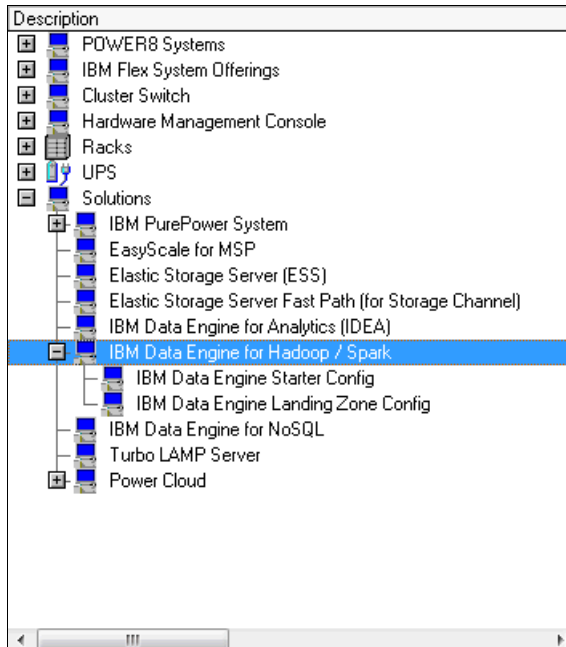 Description
POWER8 Systems
IBM Flex System Offerings
Cluster Switch
Hardware Management Console
Racks
UPS
Solutions
IBM PurePower System
EasyScale for MSP
Elastic Storage Server (ESS)
Elastic Storage Server Fast Path (for Storage Channel)
IBM Data Engine for Analytics (IDEA)
IBM Data Engine for Hadoop / Spark
IBM Data Engine Starter Config
IBM Data Engine Landing Zone Config
IBM Data Engine for NoSQL
Turbo LAMP Server
Power Cloud